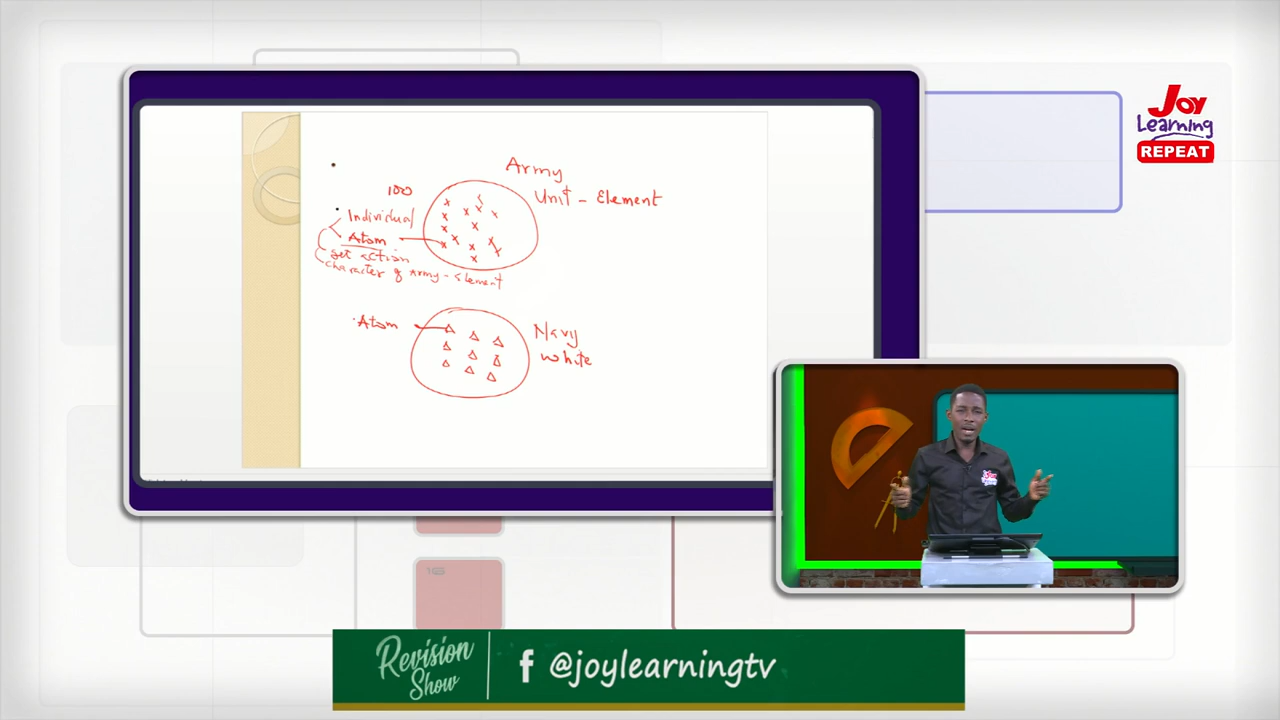 Joy
Learning
REPEAT
Army
100
Unit - Element
Individual
Atom
set action
character of Army - Element
Atom
Navy
white
Revision
Show
f @joylearningtv